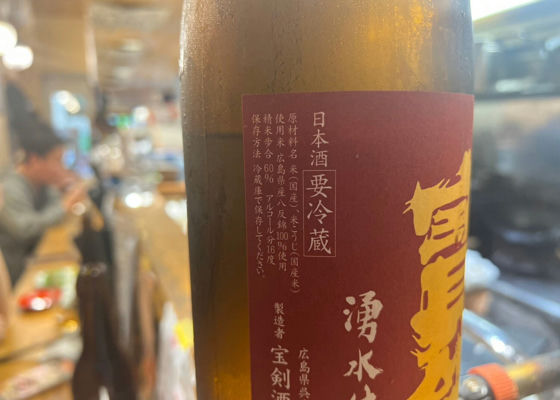 日本酒 要冷蔵
原材料名 米(国産)、米こうじ(国産米)
使用米 広島県産八反錦100%使用
精米歩合 60% アルコール分16度
保存方法 冷蔵庫で保存してください。
湧水
広島県呉
製造者 宝剣酒